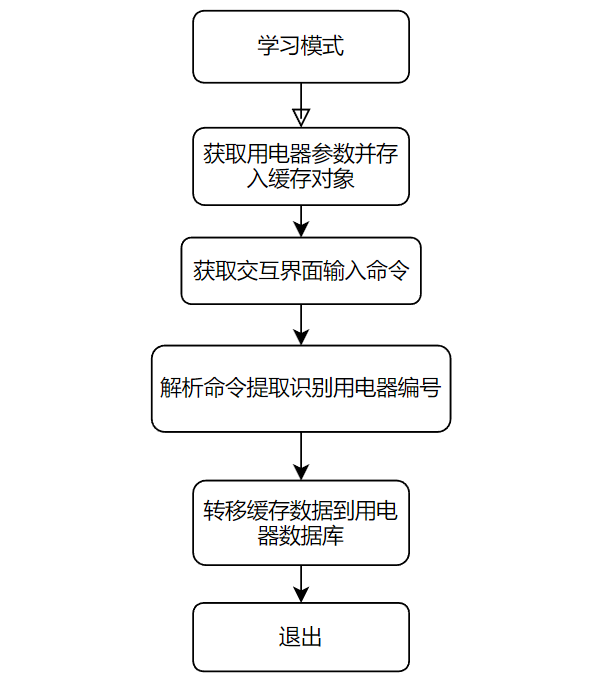 学习模式
获取用电器参数并存
入缓存对象
获取交互界面输入命令
解析命令提取识别用电器编号
转移缓存数据到用电
器数据库
退出